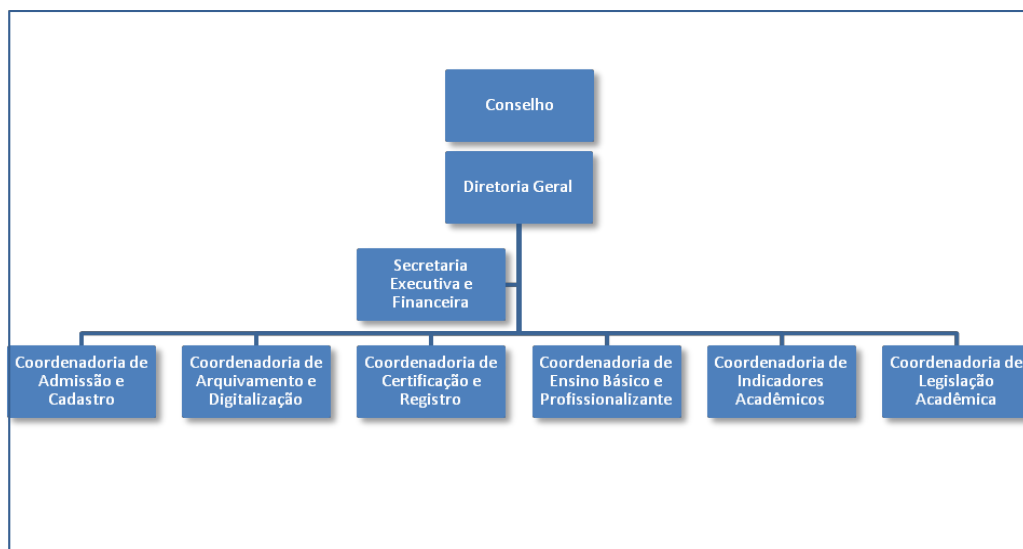 Conselho
Diretoria Geral
Secretaria
Executiva e
Financeira
Coordenadoria de
Admissão e
Cadastro
Coordenadoria de
Arquivamento e
Digitalização
Coordenadoria de
Certificação e
Registro
Coordenadoria de
Ensino Básico e
Profissionalizante
Coordenadoria de
Indicadores
Acadêmicos
Coordenadoria de
Legislação
Acadêmica